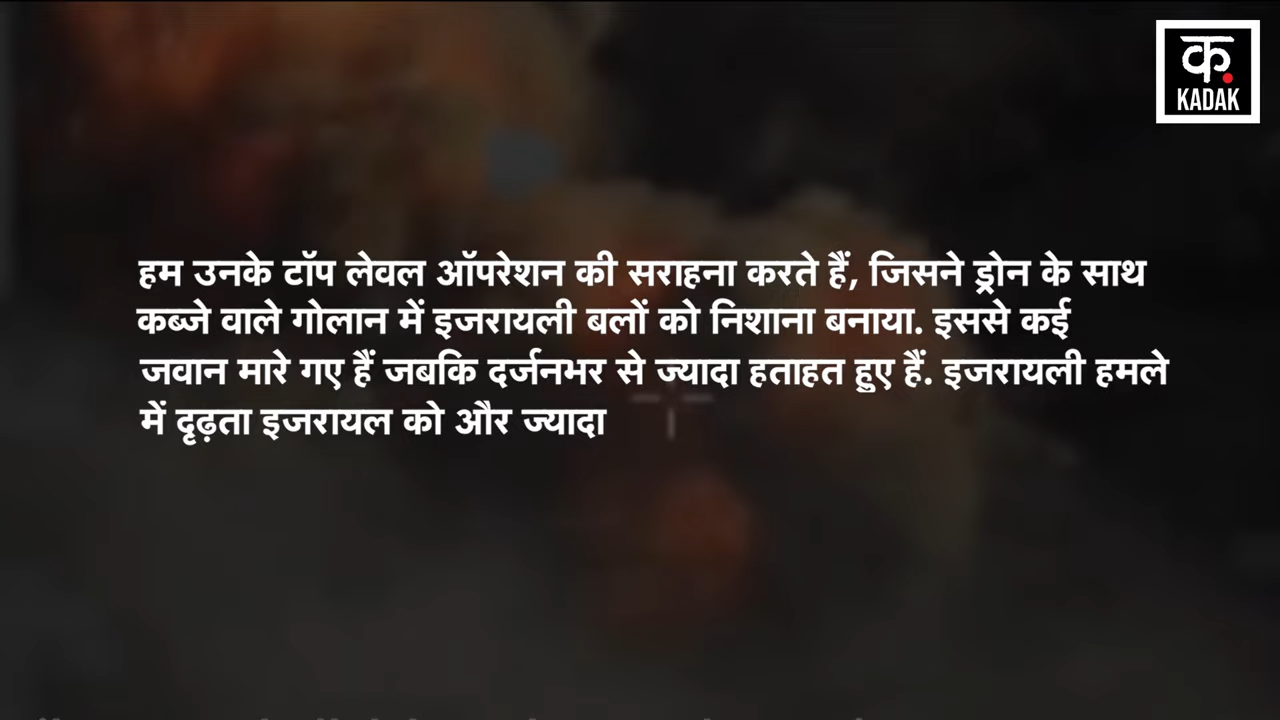 क.
KADAK
हम उनके टॉप लेवल ऑपरेशन की सराहना करते हैं, जिसने ड्रोन के साथ
कब्जे वाले गोलान में इजरायली बलों को निशाना बनाया. इससे कई
जवान मारे गए हैं जबकि दर्जनभर से ज्यादा हताहत हुए हैं. इजरायली हमले
में दृढ़ता इजरायल को और ज्यादा